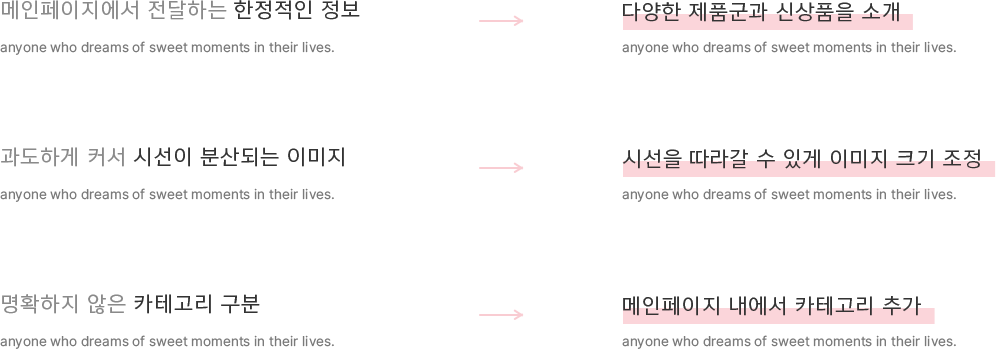 메인페이지에서 전달하는 한정적인 정보
anyone who dreams of sweet moments in their lives.
다양한 제품군과 신상품을 소개
anyone who dreams of sweet moments in their lives.
과도하게 커서 시선이 분산되는 이미지
anyone who dreams of sweet moments in their lives.
시선을 따라갈 수 있게 이미지 크기 조정
anyone who dreams of sweet moments in their lives.
명확하지 않은 카테고리 구분
anyone who dreams of sweet moments in their lives.
메인페이지 내에서 카테고리 추가
anyone who dreams of sweet moments in their lives.